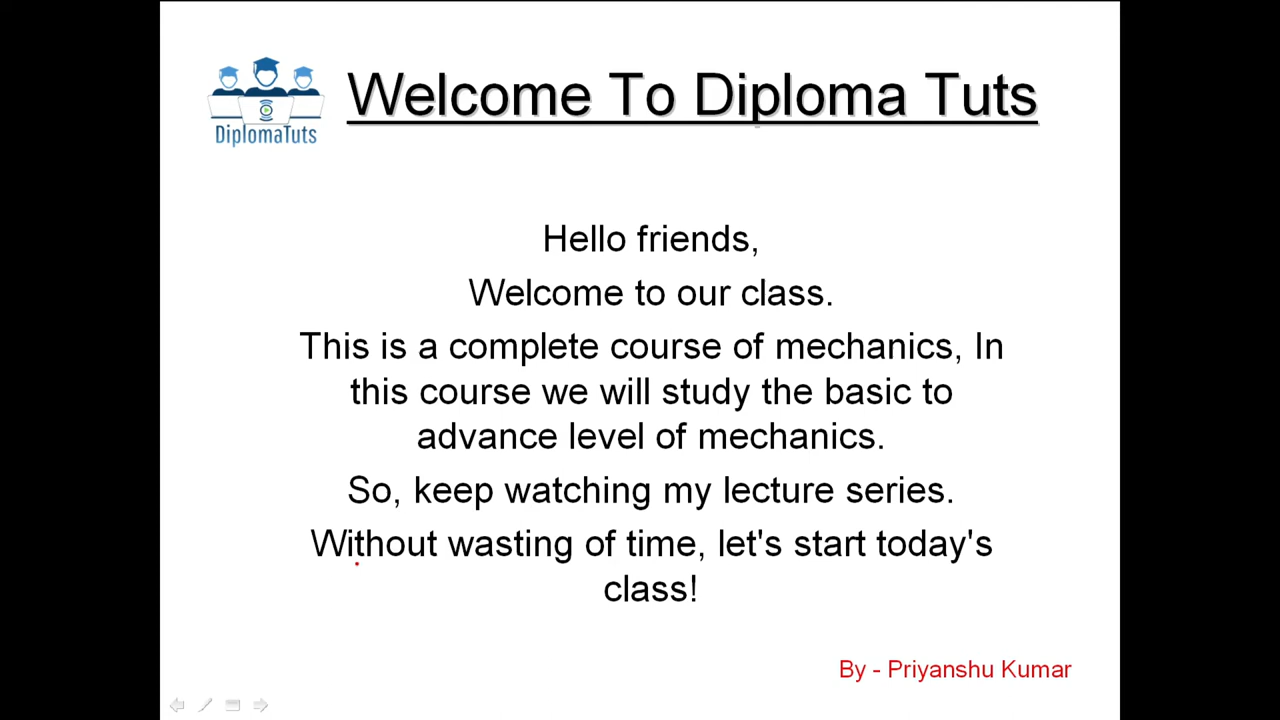 Welcome To Diploma Tuts
DiplomaTuts
Hello friends,
Welcome to our class.
This is a complete course of mechanics, In
this course we will study the basic to
advance level of mechanics.
So, keep watching my lecture series.
Without wasting of time, let's start today's
class!
By - Priyanshu Kumar